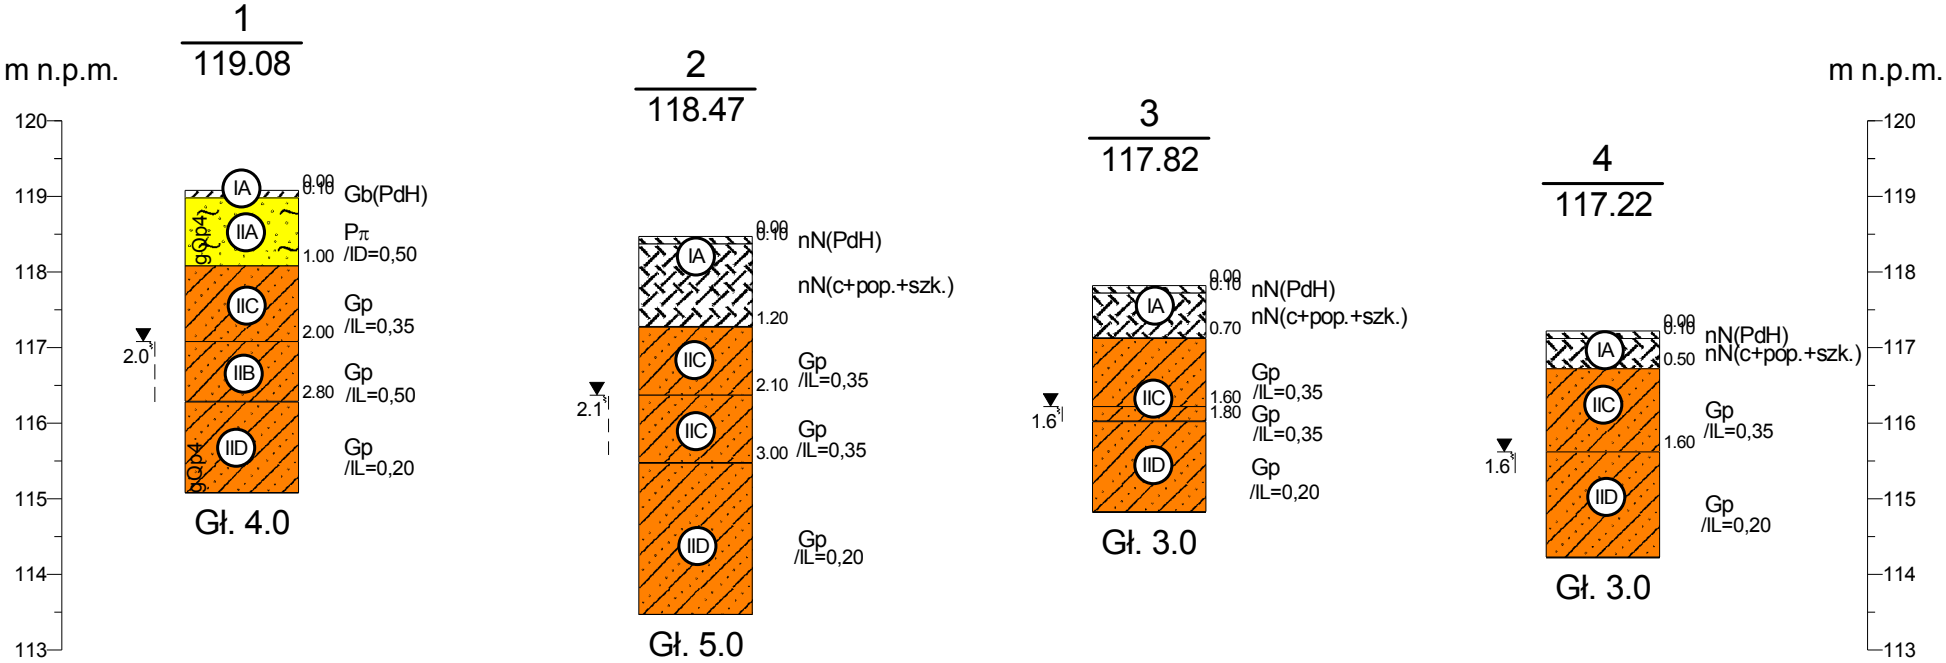 m n.p.m.
120
119
118
117
116
115
114
113
1
119.08
IA
0.00
0.10
Gb(PdH)
gQp4
IIA
Pπ
/ID=0,50
1.00
IIC
Gp
/IL=0,35
2.00
2.0
IIB
Gp
/IL=0,50
2.80
gQp4
IID
Gp
/IL=0,20
Gł. 4.0
2
118.47
0.00
0.10
nN(PdH)
IA
nN(c+pop.+szk.)
1.20
IIC
Gp
/IL=0,35
2.10
2.1
IIC
Gp
/IL=0,35
3.00
IID
Gp
/IL=0,20
Gł. 5.0
3
117.82
0.00
0.10
nN(PdH)
IA
nN(c+pop.+szk.)
0.70
Gp
/IL=0,35
IIC
1.60
1.6
Gp
1.80
/IL=0,35
IID
Gp
/IL=0,20
Gł. 3.0
4
117.22
0.00
0.10
nN(PdH)
IA
nN(c+pop.+szk.)
0.50
IIC
Gp
/IL=0,35
1.60
1.6
IID
Gp
/IL=0,20
Gł. 3.0
m n.p.m.
120
119
118
117
116
115
114
113